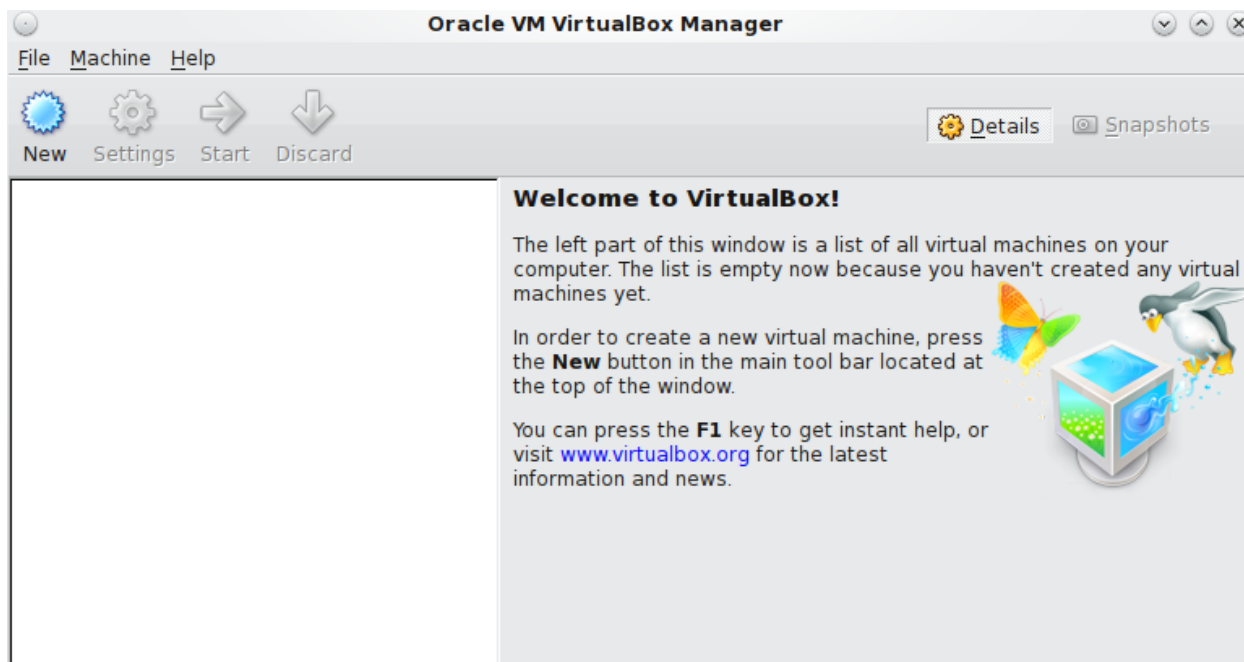 Oracle VM VirtualBox Manager
File Machine Help
New Settings Start Discard
Details Snapshots
Welcome to VirtualBox!
The left part of this window is a list of all virtual machines on your
computer. The list is empty now because you haven't created any virtual
machines yet.
In order to create a new virtual machine, press
the New button in the main tool bar located at
the top of the window.
You can press the F1 key to get instant help, or
visit www.virtualbox.org for the latest
information and news.